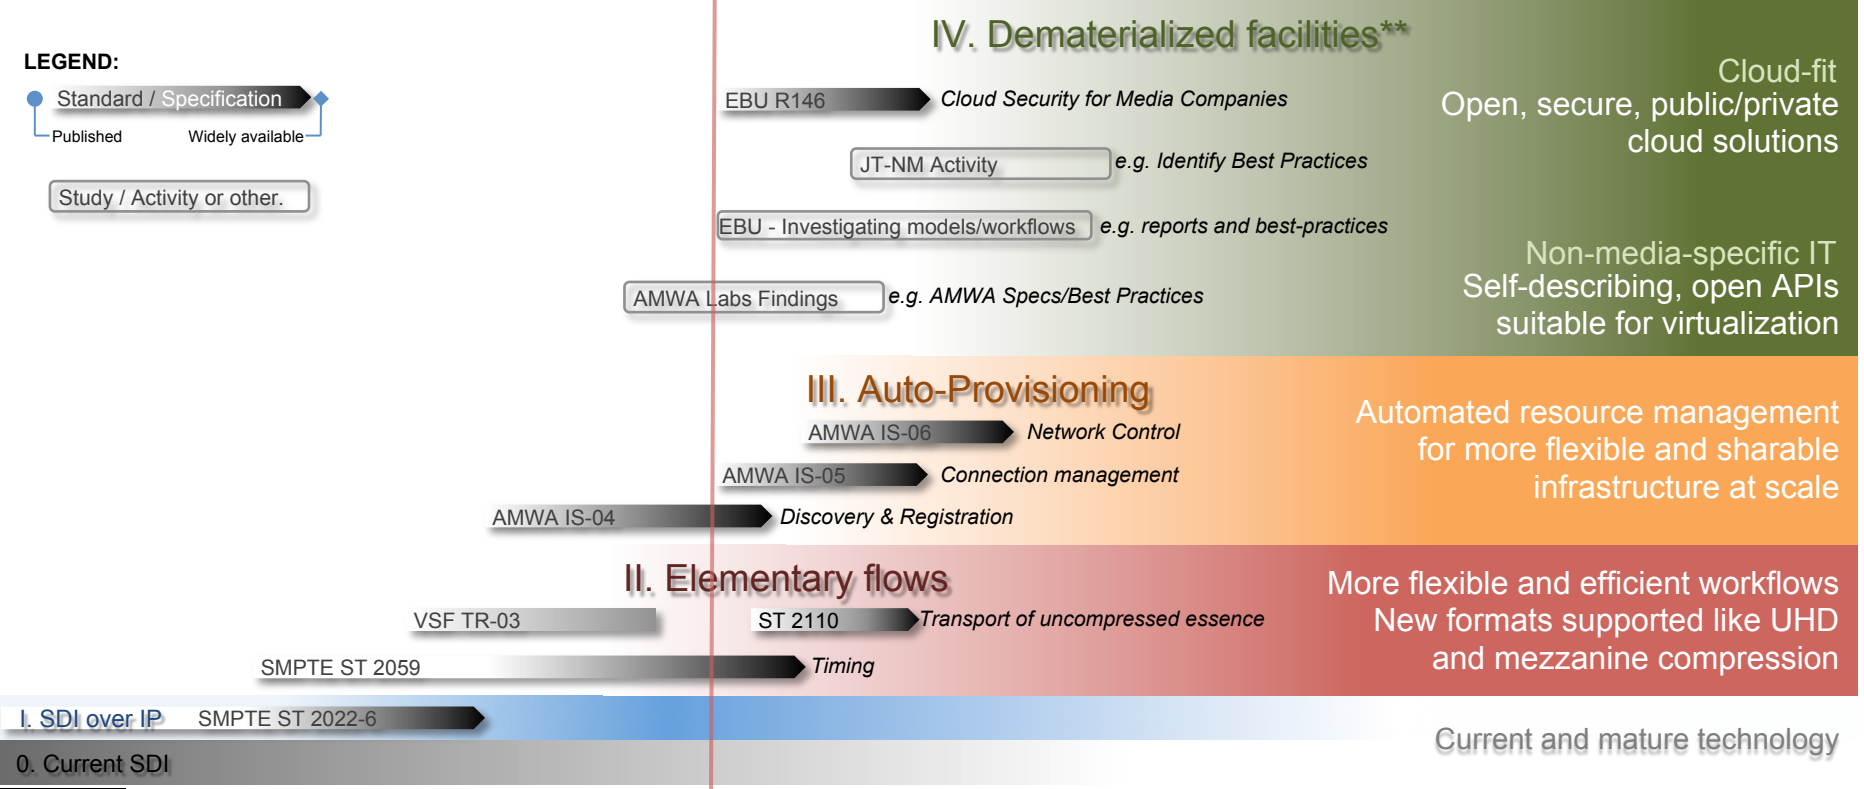 IV. Dematerialized facilities**
LEGEND:
Standard / Specification
Published
Widely available
Study / Activity or other.
EBU R146
Cloud Security for Media Companies
JT-NM Activity
e.g. Identify Best Practices
EBU - Investigating models/workflows
e.g. reports and best-practices
AMWA Labs Findings
e.g. AMWA Specs/Best Practices
Cloud-fit
Open, secure, public/private
cloud solutions
Non-media-specific IT
Self-describing, open APIs
suitable for virtualization
III. Auto-Provisioning
AMWA IS-06
Network Control
AMWA IS-05
Connection management
AMWA IS-04
Discovery & Registration
Automated resource management
for more flexible and sharable
infrastructure at scale
II. Elementary flows
VSF TR-03
ST 2110
Transport of uncompressed essence
SMPTE ST 2059
Timing
More flexible and efficient workflows
New formats supported like UHD
and mezzanine compression
I. SDI over IP
SMPTE ST 2022-6
0. Current SDI
Current and mature technology